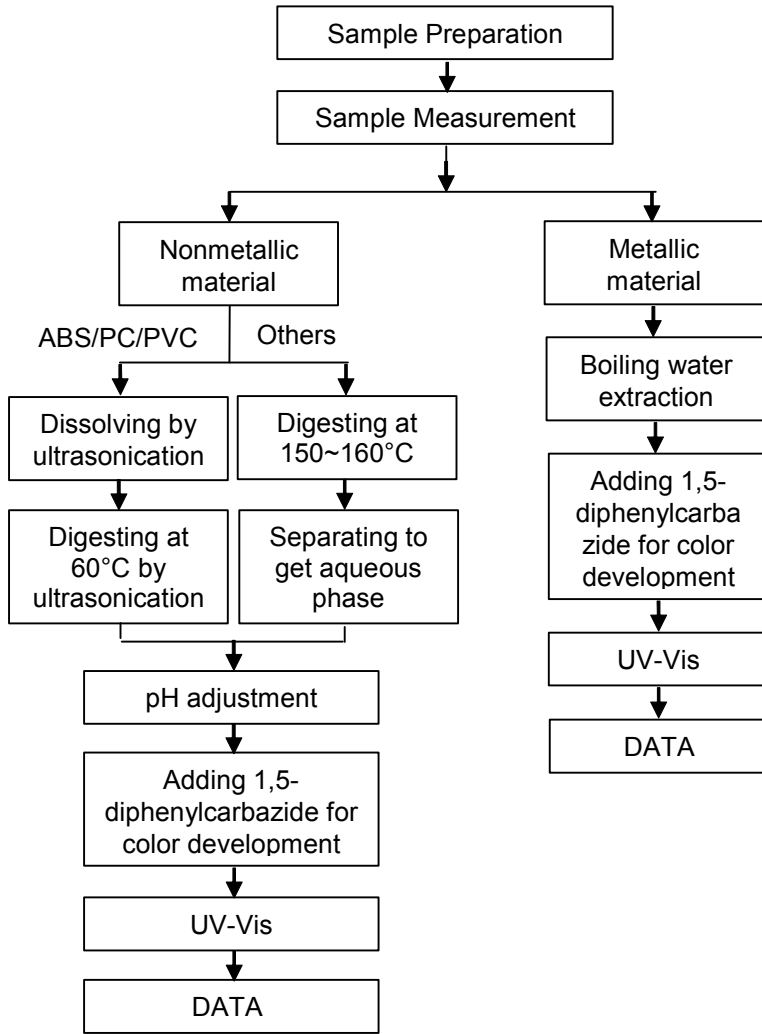 Sample Preparation
Sample Measurement
Nonmetallic
material
ABS/PC/PVC
Others
Dissolving by
ultrasonication
Digesting at
150~160°C
Digesting at
60°C by
ultrasonication
Separating to
get aqueous
phase
pH adjustment
Adding 1,5-
diphenylcarbazide for
color development
UV-Vis
DATA
Metallic
material
Boiling water
extraction
Adding 1,5-
diphenylcarba
zide for color
development
UV-Vis
DATA